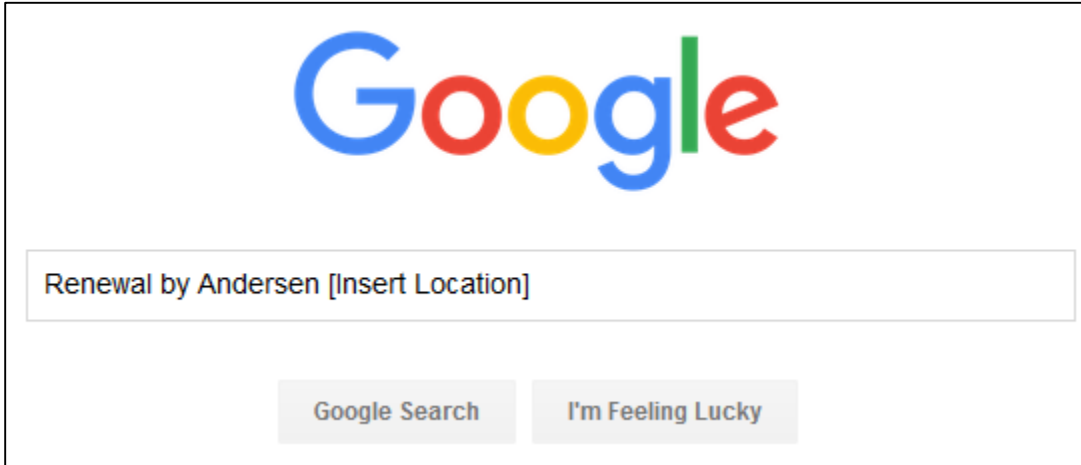 Google
Renewal by Andersen [Insert Location]
Google Search
I'm Feeling Lucky